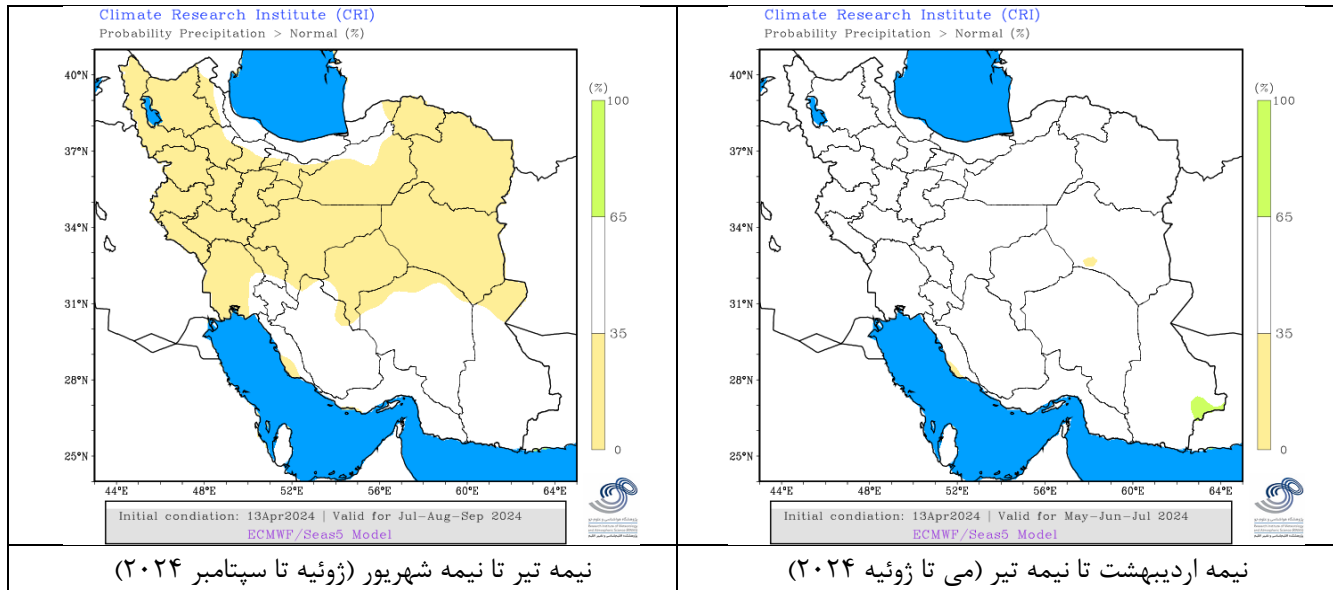 Climate Research Institute (CRI)
Probability Precipitation > Normal (%)
40°N
37°N
34°N
31°N
28°N
25°N
44°E 48°E 52°E 56°E 60°E 64°E
(%)
100
65
35
0
Initial condiation: 13Apr2024 | Valid for Jul-Aug-Sep 2024
ECMWF/Seas5 Model
نیمه تیر تا نیمه شهریور (ژوئیه تا سپتامبر ۲۰۲۴)
Climate Research Institute (CRI)
Probability Precipitation > Normal (%)
40°N
37°N
34°N
31°N
28°N
25°N
44°E 48°E 52°E 56°E 60°E 64°E
(%)
100
65
35
0
Initial condiation: 13Apr2024 | Valid for May-Jun-Jul 2024
ECMWF/Seas5 Model
نیمه اردیبهشت تا نیمه تیر (می تا ژوئیه ۲۰۲۴)